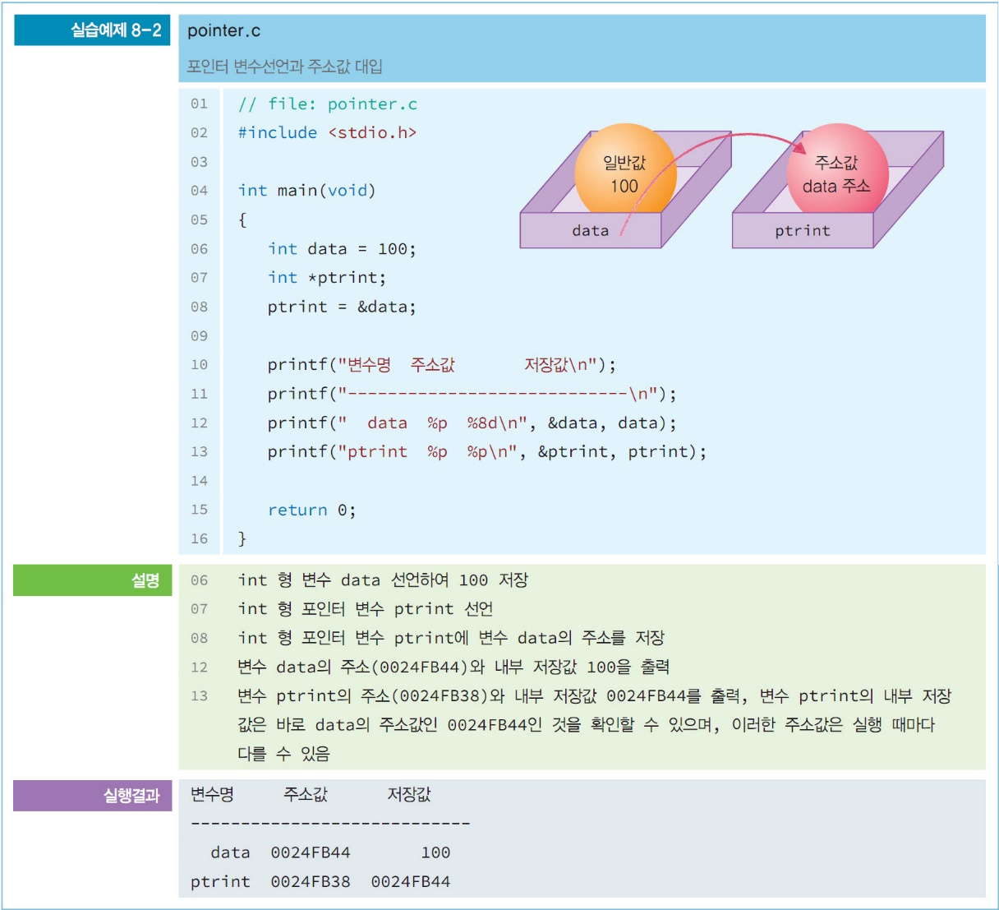 실습예제 8-2
pointer.c
포인터 변수선언과 주소값 대입
01 // file: pointer.c
02 #include <stdio.h>
03
04 int main(void)
05 {
06 int data = 100;
07 int *ptrint;
08 ptrint = &data;
09
10 printf("변수명  주소값       저장값\n");
11 printf("----------------------------\n");
12 printf("  data  %p  %8d\n", &data, data);
13 printf("ptrint  %p  %p\n", &ptrint, ptrint);
14
15 return 0;
16 }
일반값
100
data
주소값
data 주소
ptrint
설명
06 int 형 변수 data 선언하여 100 저장
07 int 형 포인터 변수 ptrint 선언
08 int 형 포인터 변수 ptrint에 변수 data의 주소를 저장
12 변수 data의 주소(0024FB44)와 내부 저장값 100을 출력
13 변수 ptrint의 주소(0024FB38)와 내부 저장값 0024FB44를 출력, 변수 ptrint의 내부 저장
값은 바로 data의 주소값인 0024FB44인 것을 확인할 수 있으며, 이러한 주소값은 실행 때마다
다를 수 있음
실행결과
변수명 주소값 저장값
----------------------------
data 0024FB44 100
ptrint 0024FB38 0024FB44